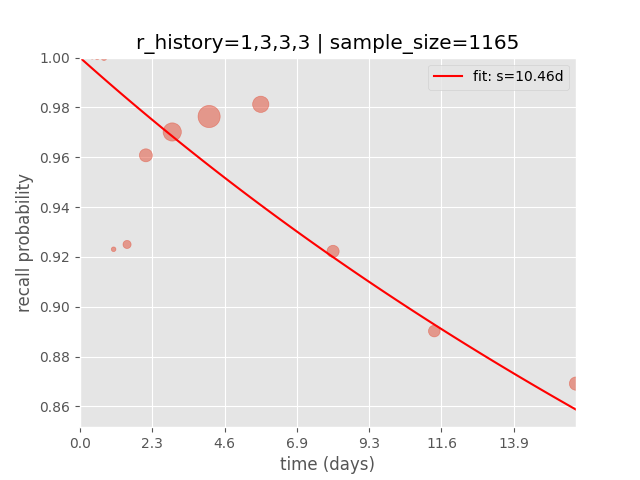 r_history=1,3,3,3 | sample_size=1165
fit: s=10.46d
1.00
0.98
0.96
0.94
0.92
0.90
0.88
0.86
recall probability
0.0 2.3 4.6 6.9 9.3 11.6 13.9
time (days)